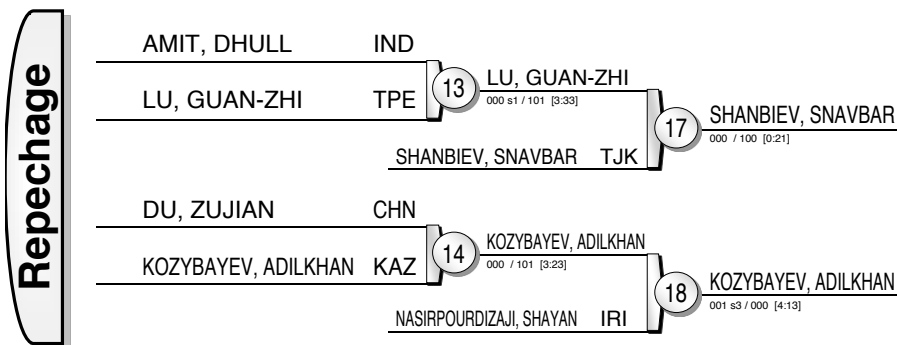 Repechage
AMIT, DHULL IND
LU, GUAN-ZHI TPE
13
LU, GUAN-ZHI
000 s1 / 101 [3:33]
SHANBIEV, SNAVBAR TJK
17
SHANBIEV, SNAVBAR
000 / 100 [0:21]
DU, ZUJIAN CHN
KOZYBAYEV, ADILKHAN KAZ
14
KOZYBAYEV, ADILKHAN
000 / 101 [3:23]
NASIRPOURDIZAJI, SHAYAN IRI
18
KOZYBAYEV, ADILKHAN
001 s3 / 000 [4:13]